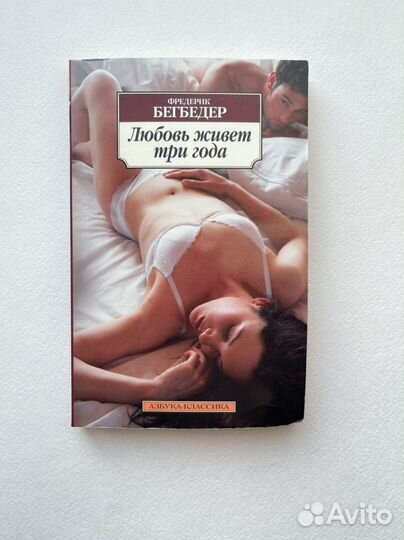 ФРЕДЕРИК
БЕГБЕДЕР
Любовь живет
три года
АЗБУКА-КЛАССИКА
Avito